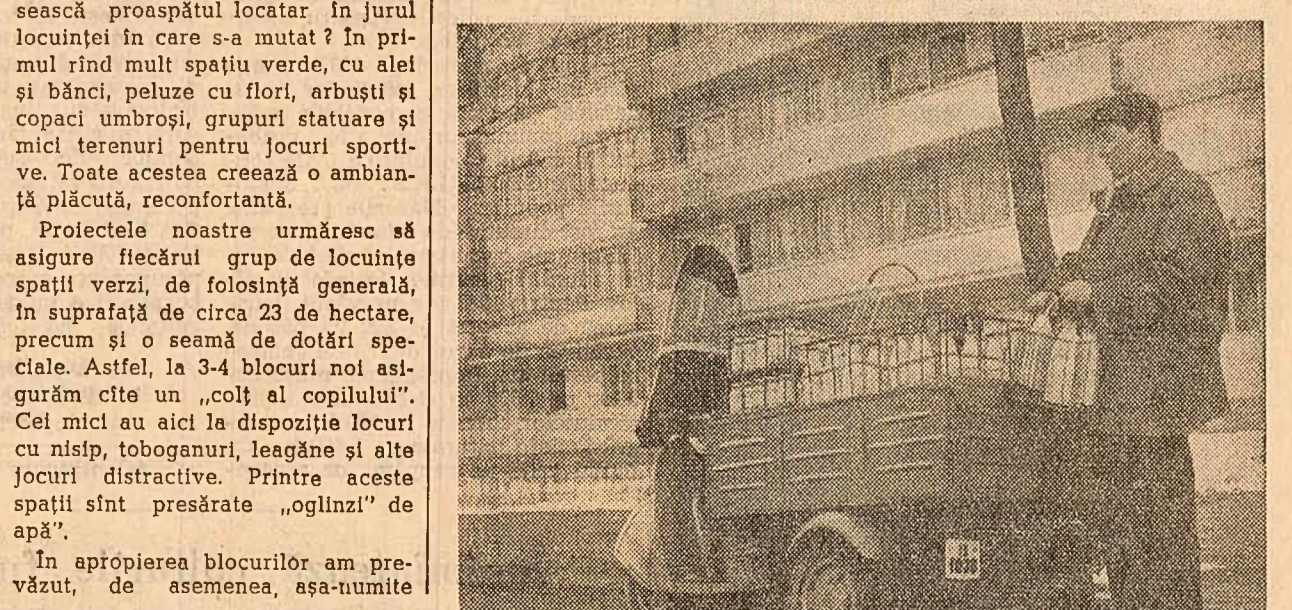 sească proaspătul locatar în jurul
locuinței în care s-a mutat ? În pri-
mul rînd mult spațiu verde, cu alei
și bănci, peluze cu flori, arbuști și
copaci umbroși, grupuri statuare și
mici terenuri pentru jocuri sporti-
ve. Toate acestea creează o ambian-
ță plăcută, reconfortantă.
Proiectele noastre urmăresc să
asigure fiecărui grup de locuințe
spații verzi, de folosință generală,
în suprafață de circa 23 de hectare,
precum și o seamă de dotări spe-
ciale. Astfel, la 3-4 blocuri noi asi-
gurăm cîte un „colț al copilului”.
Cei mici au aici la dispoziție locuri
cu nisip, toboganuri, leagăne și alte
jocuri distractive. Printre aceste
spații sînt presărate „oglinzi” de
apă”.
În apropierea blocurilor am pre-
văzut, de asemenea, așa-numite